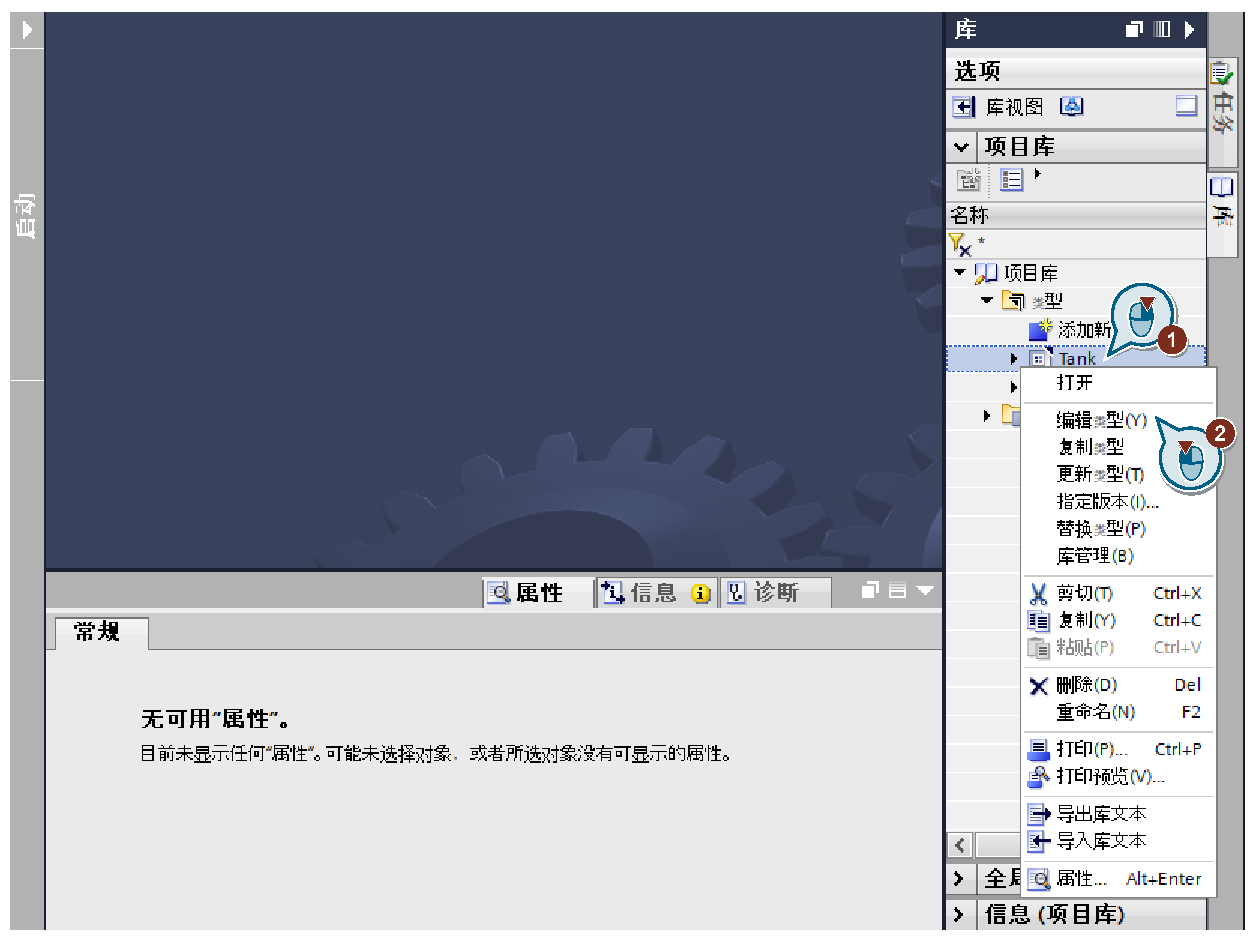 库
选项
库视图
项目库
名称
*
项目库
类型
添加新
Tank
1
打开
编辑类型(Y)
2
复制类型
更新类型(T)
指定版本(I)...
替换类型(P)
库管理(B)
剪切(T) Ctrl+X
复制(Y) Ctrl+C
粘贴(P) Ctrl+V
删除(D) Del
重命名(N) F2
打印(P)... Ctrl+P
打印预览(V)...
导出库文本
导入库文本
属性... Alt+Enter
全局
信息 (项目库)
任务
库
启动
属性
信息
诊断
常规
无可用"属性"。
目前未显示任何"属性"。可能未选择对象，或者所选对象没有可显示的属性。